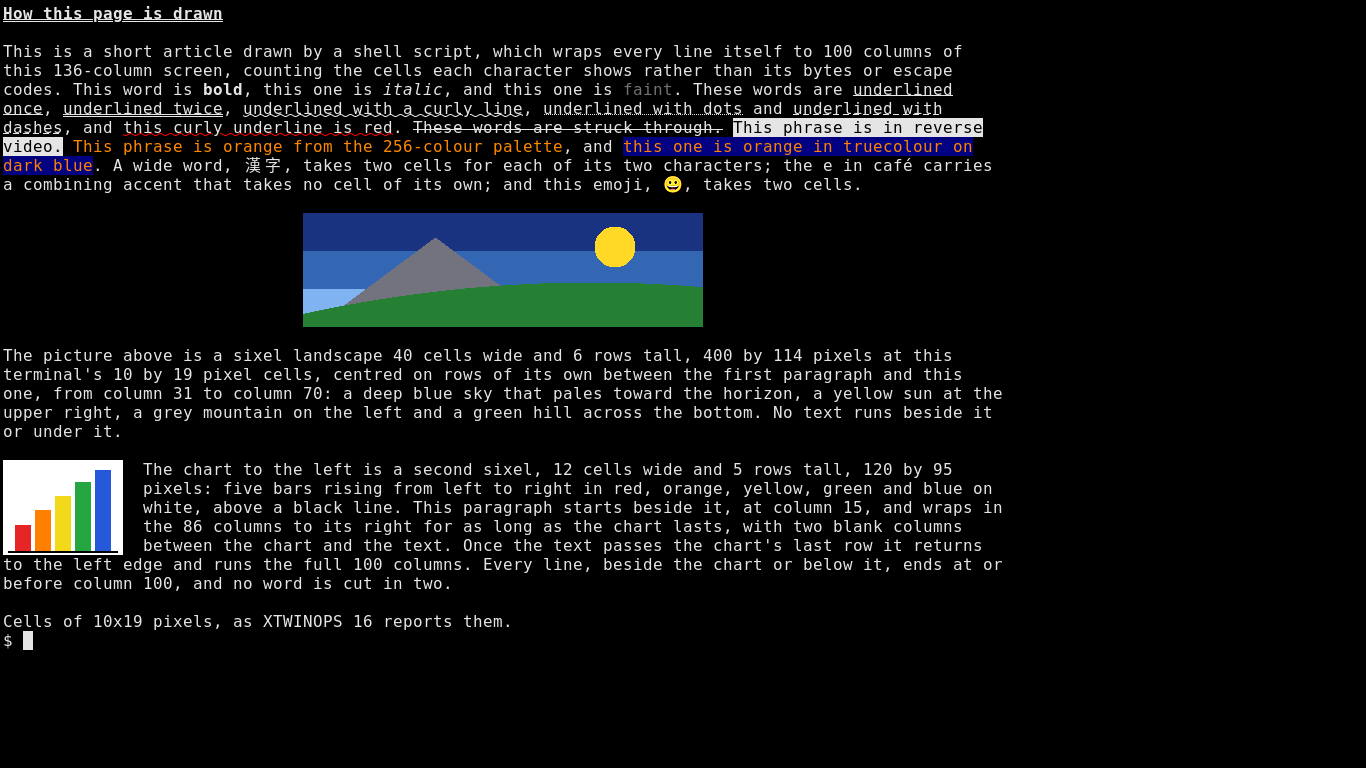 How this page is drawn
This is a short article drawn by a shell script, which wraps every line itself to 100 columns of
this 136-column screen, counting the cells each character shows rather than its bytes or escape
codes. This word is bold, this one is italic, and this one is faint. These words are underlined
once, underlined twice, underlined with a curly line, underlined with dots and underlined with
dashes, and this curly underline is red. These words are struck through. This phrase is in reverse
video. This phrase is orange from the 256-colour palette, and this one is orange in truecolour on
dark blue. A wide word, 漢字, takes two cells for each of its two characters; the e in café carries
a combining accent that takes no cell of its own; and this emoji, 😀, takes two cells.
The picture above is a sixel landscape 40 cells wide and 6 rows tall, 400 by 114 pixels at this
terminal's 10 by 19 pixel cells, centred on rows of its own between the first paragraph and this
one, from column 31 to column 70: a deep blue sky that pales toward the horizon, a yellow sun at the
upper right, a grey mountain on the left and a green hill across the bottom. No text runs beside it
or under it.
The chart to the left is a second sixel, 12 cells wide and 5 rows tall, 120 by 95
pixels: five bars rising from left to right in red, orange, yellow, green and blue on
white, above a black line. This paragraph starts beside it, at column 15, and wraps in
the 86 columns to its right for as long as the chart lasts, with two blank columns
between the chart and the text. Once the text passes the chart's last row it returns
to the left edge and runs the full 100 columns. Every line, beside the chart or below it, ends at or
before column 100, and no word is cut in two.
Cells of 10x19 pixels, as XTWINOPS 16 reports them.
$